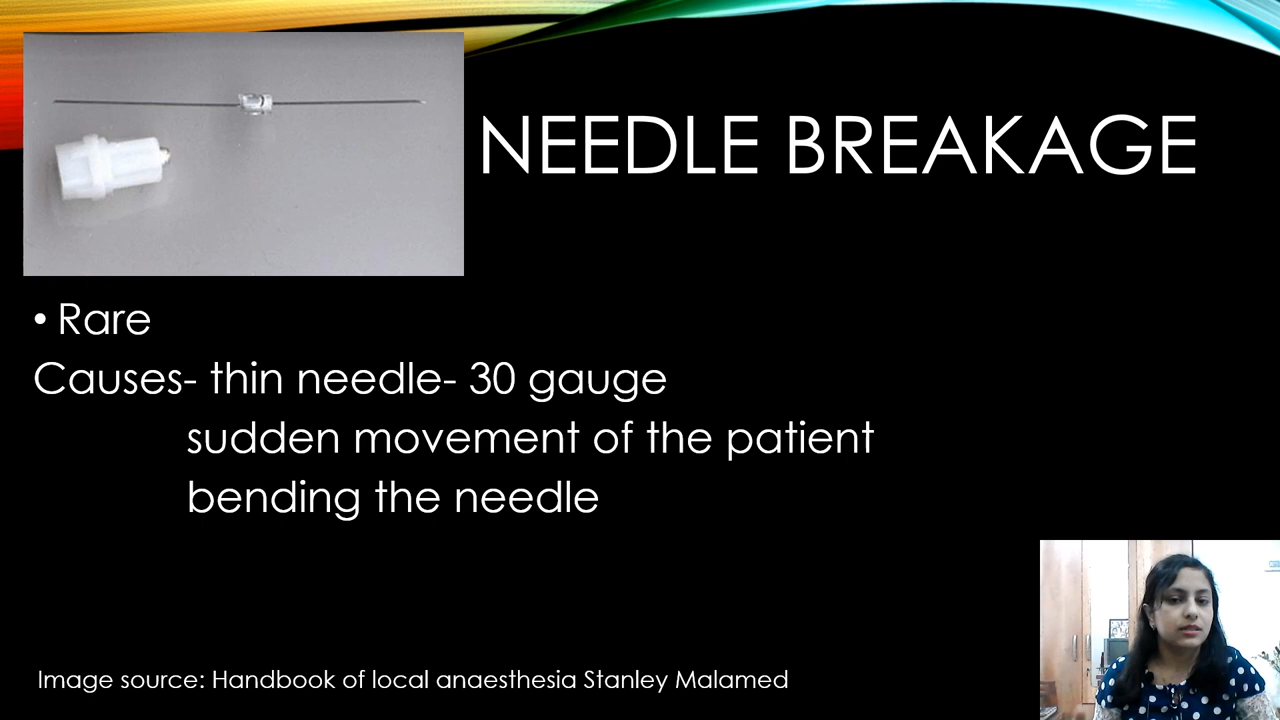 NEEDLE BREAKAGE
• Rare
Causes- thin needle- 30 gauge
sudden movement of the patient
bending the needle
Image source: Handbook of local anaesthesia Stanley Malamed